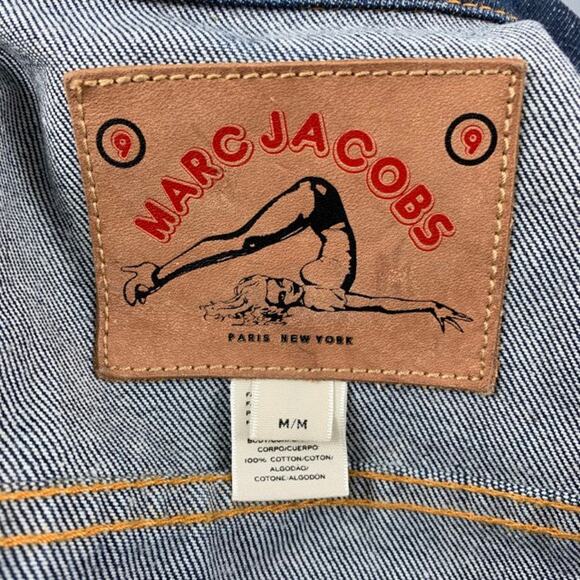 9 MARC JACOBS 9
PARIS NEW YORK
M/M
CORPO/CUERPO
100% COTTON/COTON/
ALGODAO/
COTONE/ALGODON